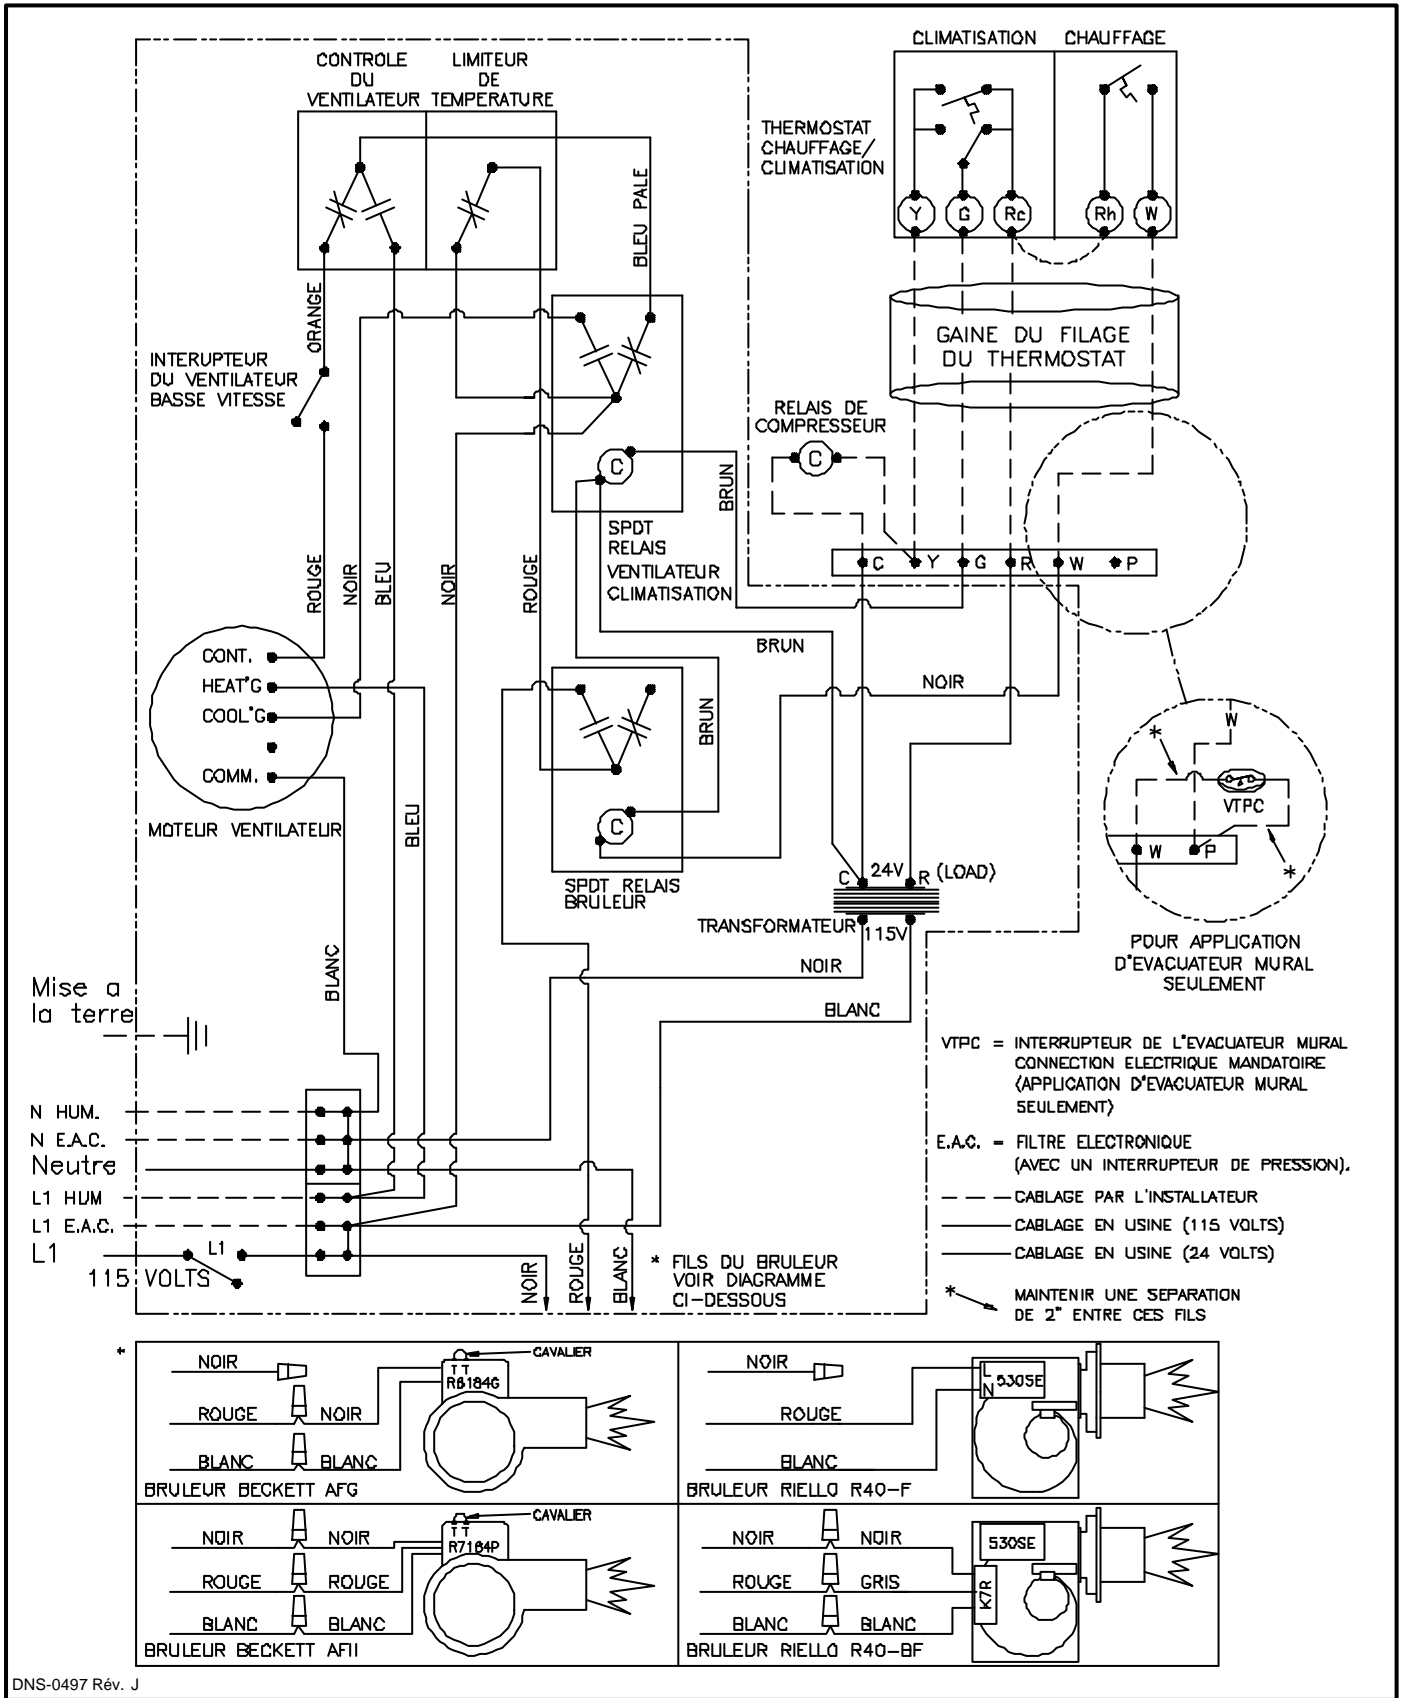 CLIMATISATION
CHAUFFAGE
CONTROLE
DU
VENTILATEUR
LIMITEUR
DE
TEMPERATURE
THERMOSTAT
CHAUFFAGE/
CLIMATISATION
Y
G
Rc
Rh
W
BLEU PALE
ORANGE
GAINE DU FILAGE
DU THERMOSTAT
INTERUPTEUR
DU VENTILATEUR
BASSE VITESSE
RELAIS DE
COMPRESSEUR
C
C
BRUN
SPDT
RELAIS
VENTILATEUR
CLIMATISATION
C
Y
G
R
W
P
ROUGE
NOIR
BLEU
NOIR
ROUGE
BRUN
NOIR
BRUN
CONT.
HEAT'G
COOL'G
COMM.
MOTEUR VENTILATEUR
BLEU
C
SPDT RELAIS
BRULEUR
W
*
VTPC
W
P
*
C
24V
R
(LOAD)
TRANSFORMATEUR
115V
POUR APPLICATION
D'EVACUATEUR MURAL
SEULEMENT
NOIR
BLANC
BLANC
Mise a
la terre
VTPC = INTERRUPTEUR DE L'EVACUATEUR MURAL
CONNECTION ELECTRIQUE MANDATOIRE
(APPLICATION D'EVACUATEUR MURAL
SEULEMENT)
E.A.C. = FILTRE ELECTRONIQUE
(AVEC UN INTERRUPTEUR DE PRESSION).
CABLAGE PAR L'INSTALLATEUR
CABLAGE EN USINE (115 VOLTS)
CABLAGE EN USINE (24 VOLTS)
* MAINTENIR UNE SEPARATION
DE 2" ENTRE CES FILS
N HUM.
N E.A.C.
Neutre
L1 HUM
L1 E.A.C.
L1
L1
115 VOLTS
NOIR
ROUGE
BLANC
* FILS DU BRULEUR
VOIR DIAGRAMME
CI-DESSOUS
*
NOIR
CAVALIER
T T
R8184G
ROUGE
NOIR
BLANC
BLANC
BRULEUR BECKETT AFG
NOIR
L
N
530SE
ROUGE
BLANC
BRULEUR RIELLO R40-F
NOIR
NOIR
CAVALIER
T T
R7184P
ROUGE
ROUGE
BLANC
BLANC
BRULEUR BECKETT AFII
NOIR
NOIR
530SE
ROUGE
GRIS
K7R
BLANC
BLANC
BRULEUR RIELLO R40-BF
DNS-0497 Rév. J